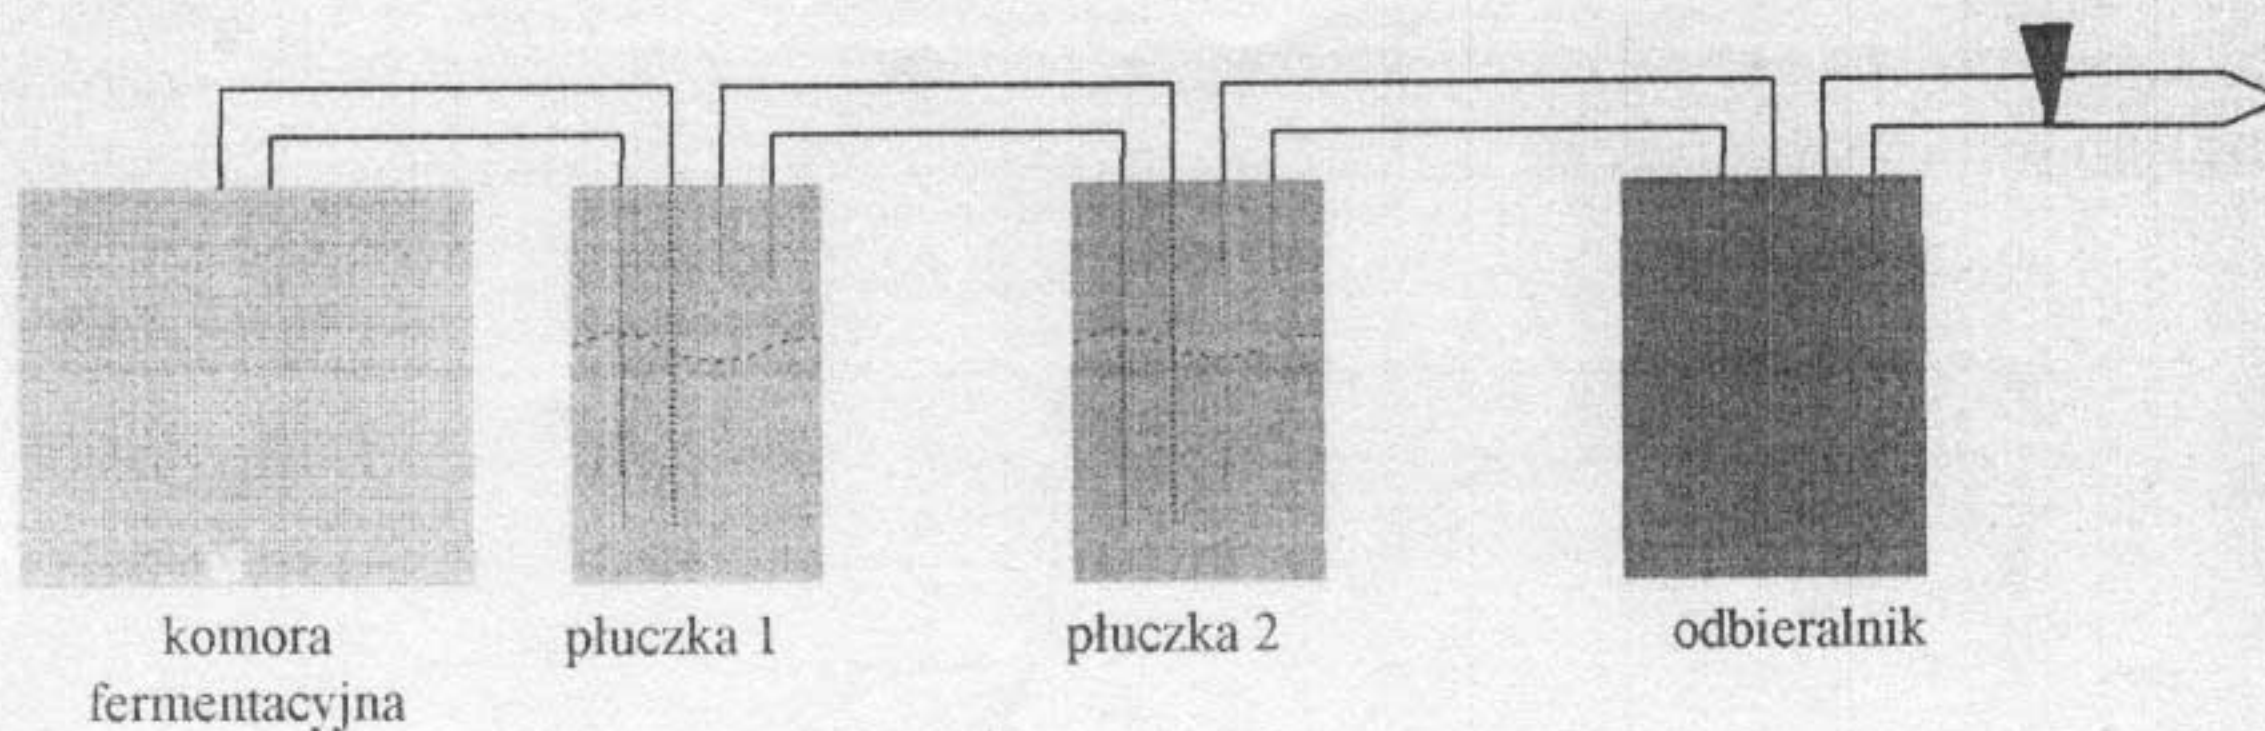 komora
fermentacyjna
płuczka 1
płuczka 2
odbieralnik